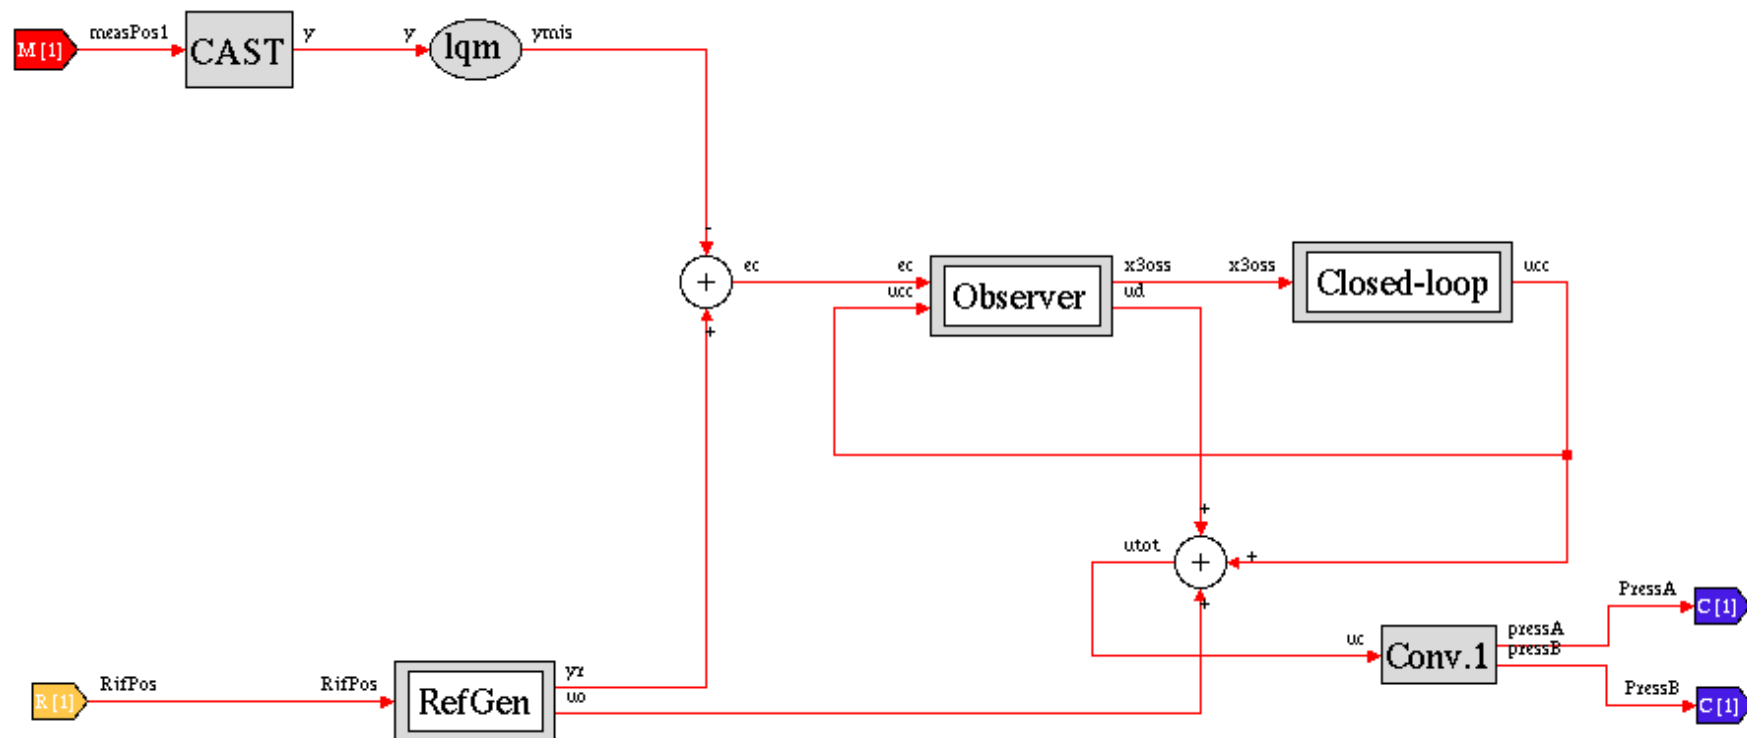 M [1]
measPos1
CAST
y
y
lqm
ymis
-
+
+
ec
ec
ucc
Observer
x3oss
ud
x3oss
Closed-loop
ucc
+
utot
+
+
+
uc
Conv.1
pressA
pressB
PressA
C [1]
PressB
C [1]
R [1]
RifPos
RifPos
RefGen
yr
uo